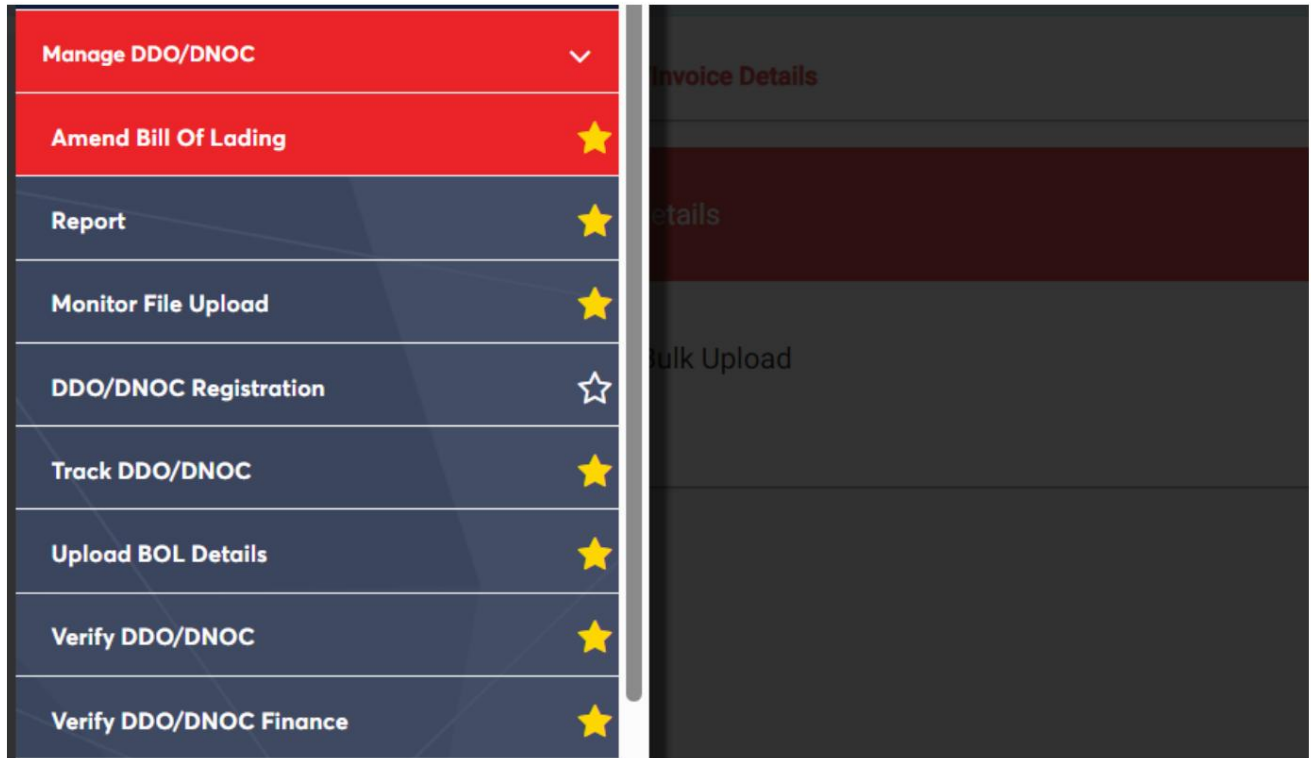 Manage DDO/DNOC
Amend Bill Of Lading
Report
Monitor File Upload
DDO/DNOC Registration
Track DDO/DNOC
Upload BOL Details
Verify DDO/DNOC
Verify DDO/DNOC Finance
Invoice Details
etails
Bulk Upload